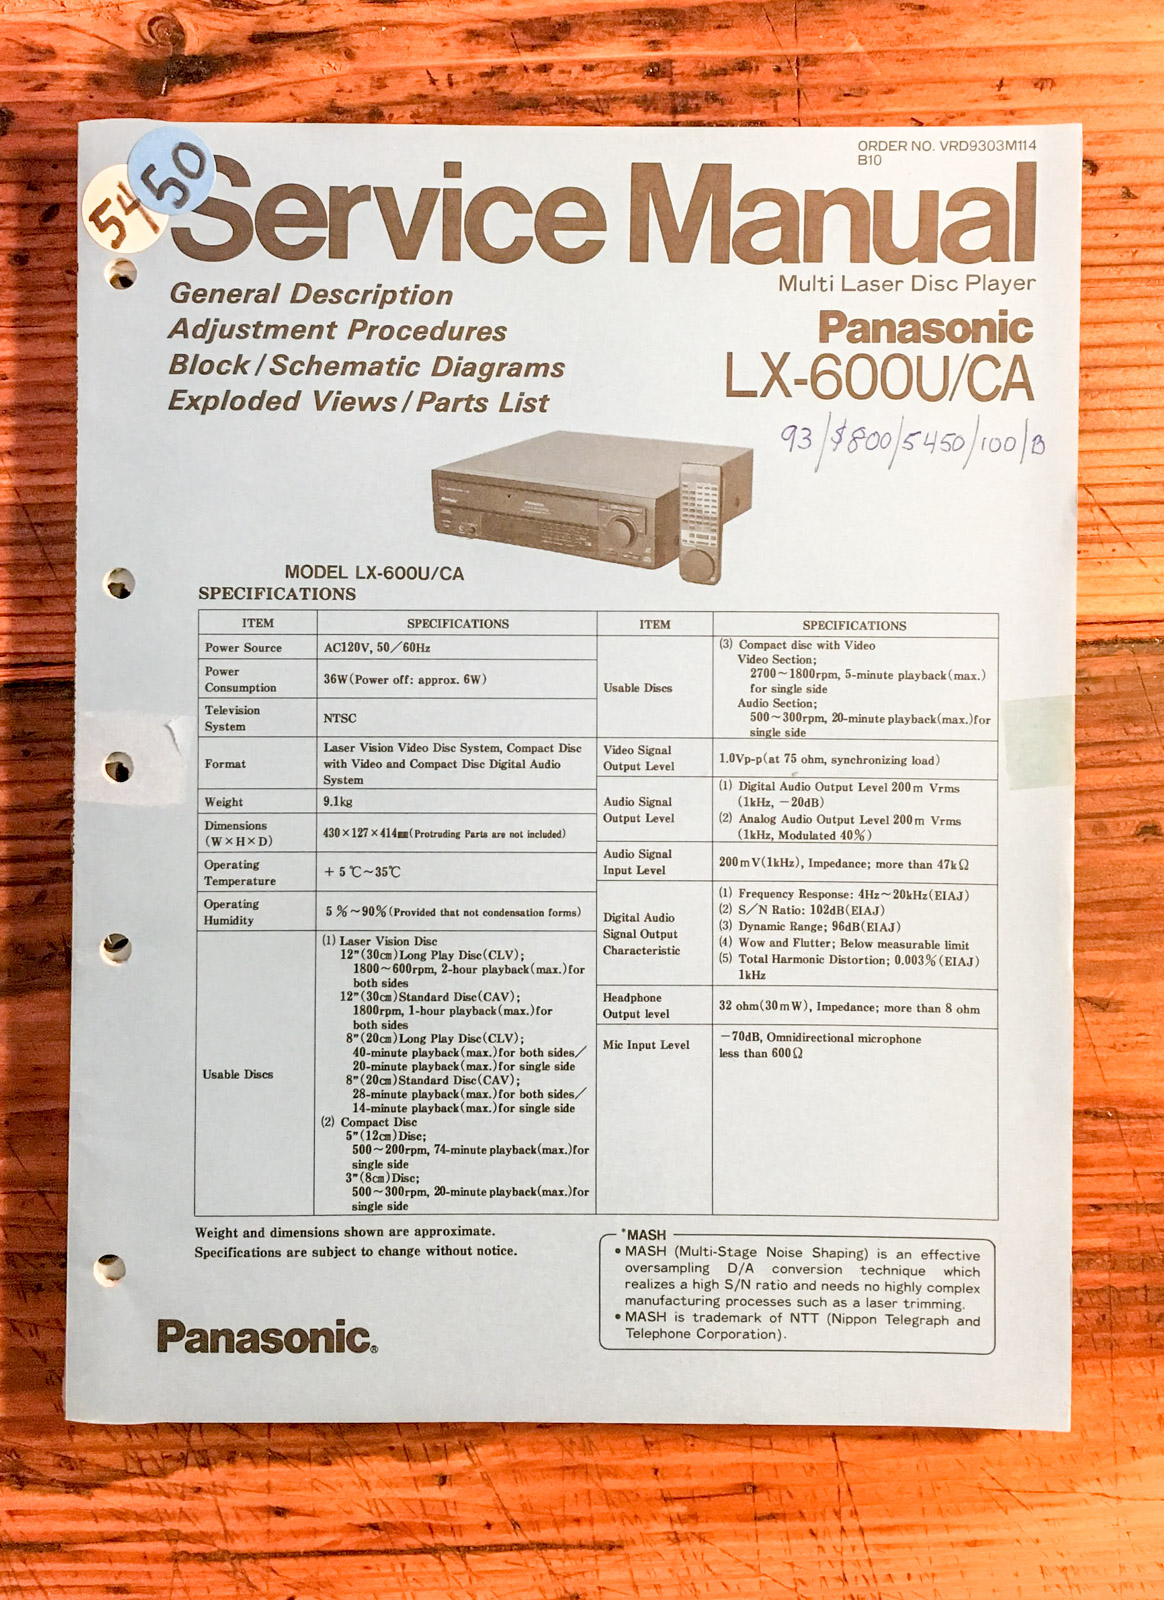 ORDER NO. VRD9303M114
B10
50
54
Service Manual
Multi Laser Disc Player
General Description
Adjustment Procedures
Block/Schematic Diagrams
Exploded Views/Parts List
Panasonic
LX-600U/CA
93/$800/5450/100/B
MODEL LX-600U/CA
SPECIFICATIONS
ITEM
SPECIFICATIONS
Power Source
AC120V, 50/60Hz
Power
Consumption
36W(Power off: approx. 6W)
Television
System
NTSC
Format
Laser Vision Video Disc System, Compact Disc
with Video and Compact Disc Digital Audio
System
Weight
9.1kg
Dimensions
(W×H×D)
430×127×414㎜(Protruding Parts are not included)
Operating
Temperature
+ 5 ℃~35℃
Operating
Humidity
5 %~90%(Provided that not condensation forms)
Usable Discs
(1) Laser Vision Disc
12"(30㎝)Long Play Disc(CLV);
1800~600rpm, 2-hour playback(max.)for
both sides
12"(30㎝)Standard Disc(CAV);
1800rpm, 1-hour playback(max.)for
both sides
8"(20㎝)Long Play Disc(CLV);
40-minute playback(max.)for both sides/
20-minute playback(max.)for single side
8"(20㎝)Standard Disc(CAV);
28-minute playback(max.)for both sides/
14-minute playback(max.)for single side
(2) Compact Disc
5"(12㎝)Disc;
500~200rpm, 74-minute playback(max.)for
single side
3"(8㎝)Disc;
500~300rpm, 20-minute playback(max.)for
single side
ITEM
SPECIFICATIONS
Usable Discs
(3) Compact disc with Video
Video Section;
2700~1800rpm, 5-minute playback(max.)
for single side
Audio Section;
500~300rpm, 20-minute playback(max.)for
single side
Video Signal
Output Level
1.0Vp-p(at 75 ohm, synchronizing load)
Audio Signal
Output Level
(1) Digital Audio Output Level 200m Vrms
(1kHz, −20dB)
(2) Analog Audio Output Level 200m Vrms
(1kHz, Modulated 40%)
Audio Signal
Input Level
200mV(1kHz), Impedance; more than 47kΩ
Digital Audio
Signal Output
Characteristic
(1) Frequency Response: 4Hz~20kHz(EIAJ)
(2) S/N Ratio: 102dB(EIAJ)
(3) Dynamic Range; 96dB(EIAJ)
(4) Wow and Flutter; Below measurable limit
(5) Total Harmonic Distortion; 0.003%(EIAJ)
1kHz
Headphone
Output level
32 ohm(30mW), Impedance; more than 8 ohm
Mic Input Level
−70dB, Omnidirectional microphone
less than 600Ω
Weight and dimensions shown are approximate.
Specifications are subject to change without notice.
*MASH
• MASH (Multi-Stage Noise Shaping) is an effective
oversampling D/A conversion technique which
realizes a high S/N ratio and needs no highly complex
manufacturing processes such as a laser trimming.
• MASH is trademark of NTT (Nippon Telegraph and
Telephone Corporation).
Panasonic®